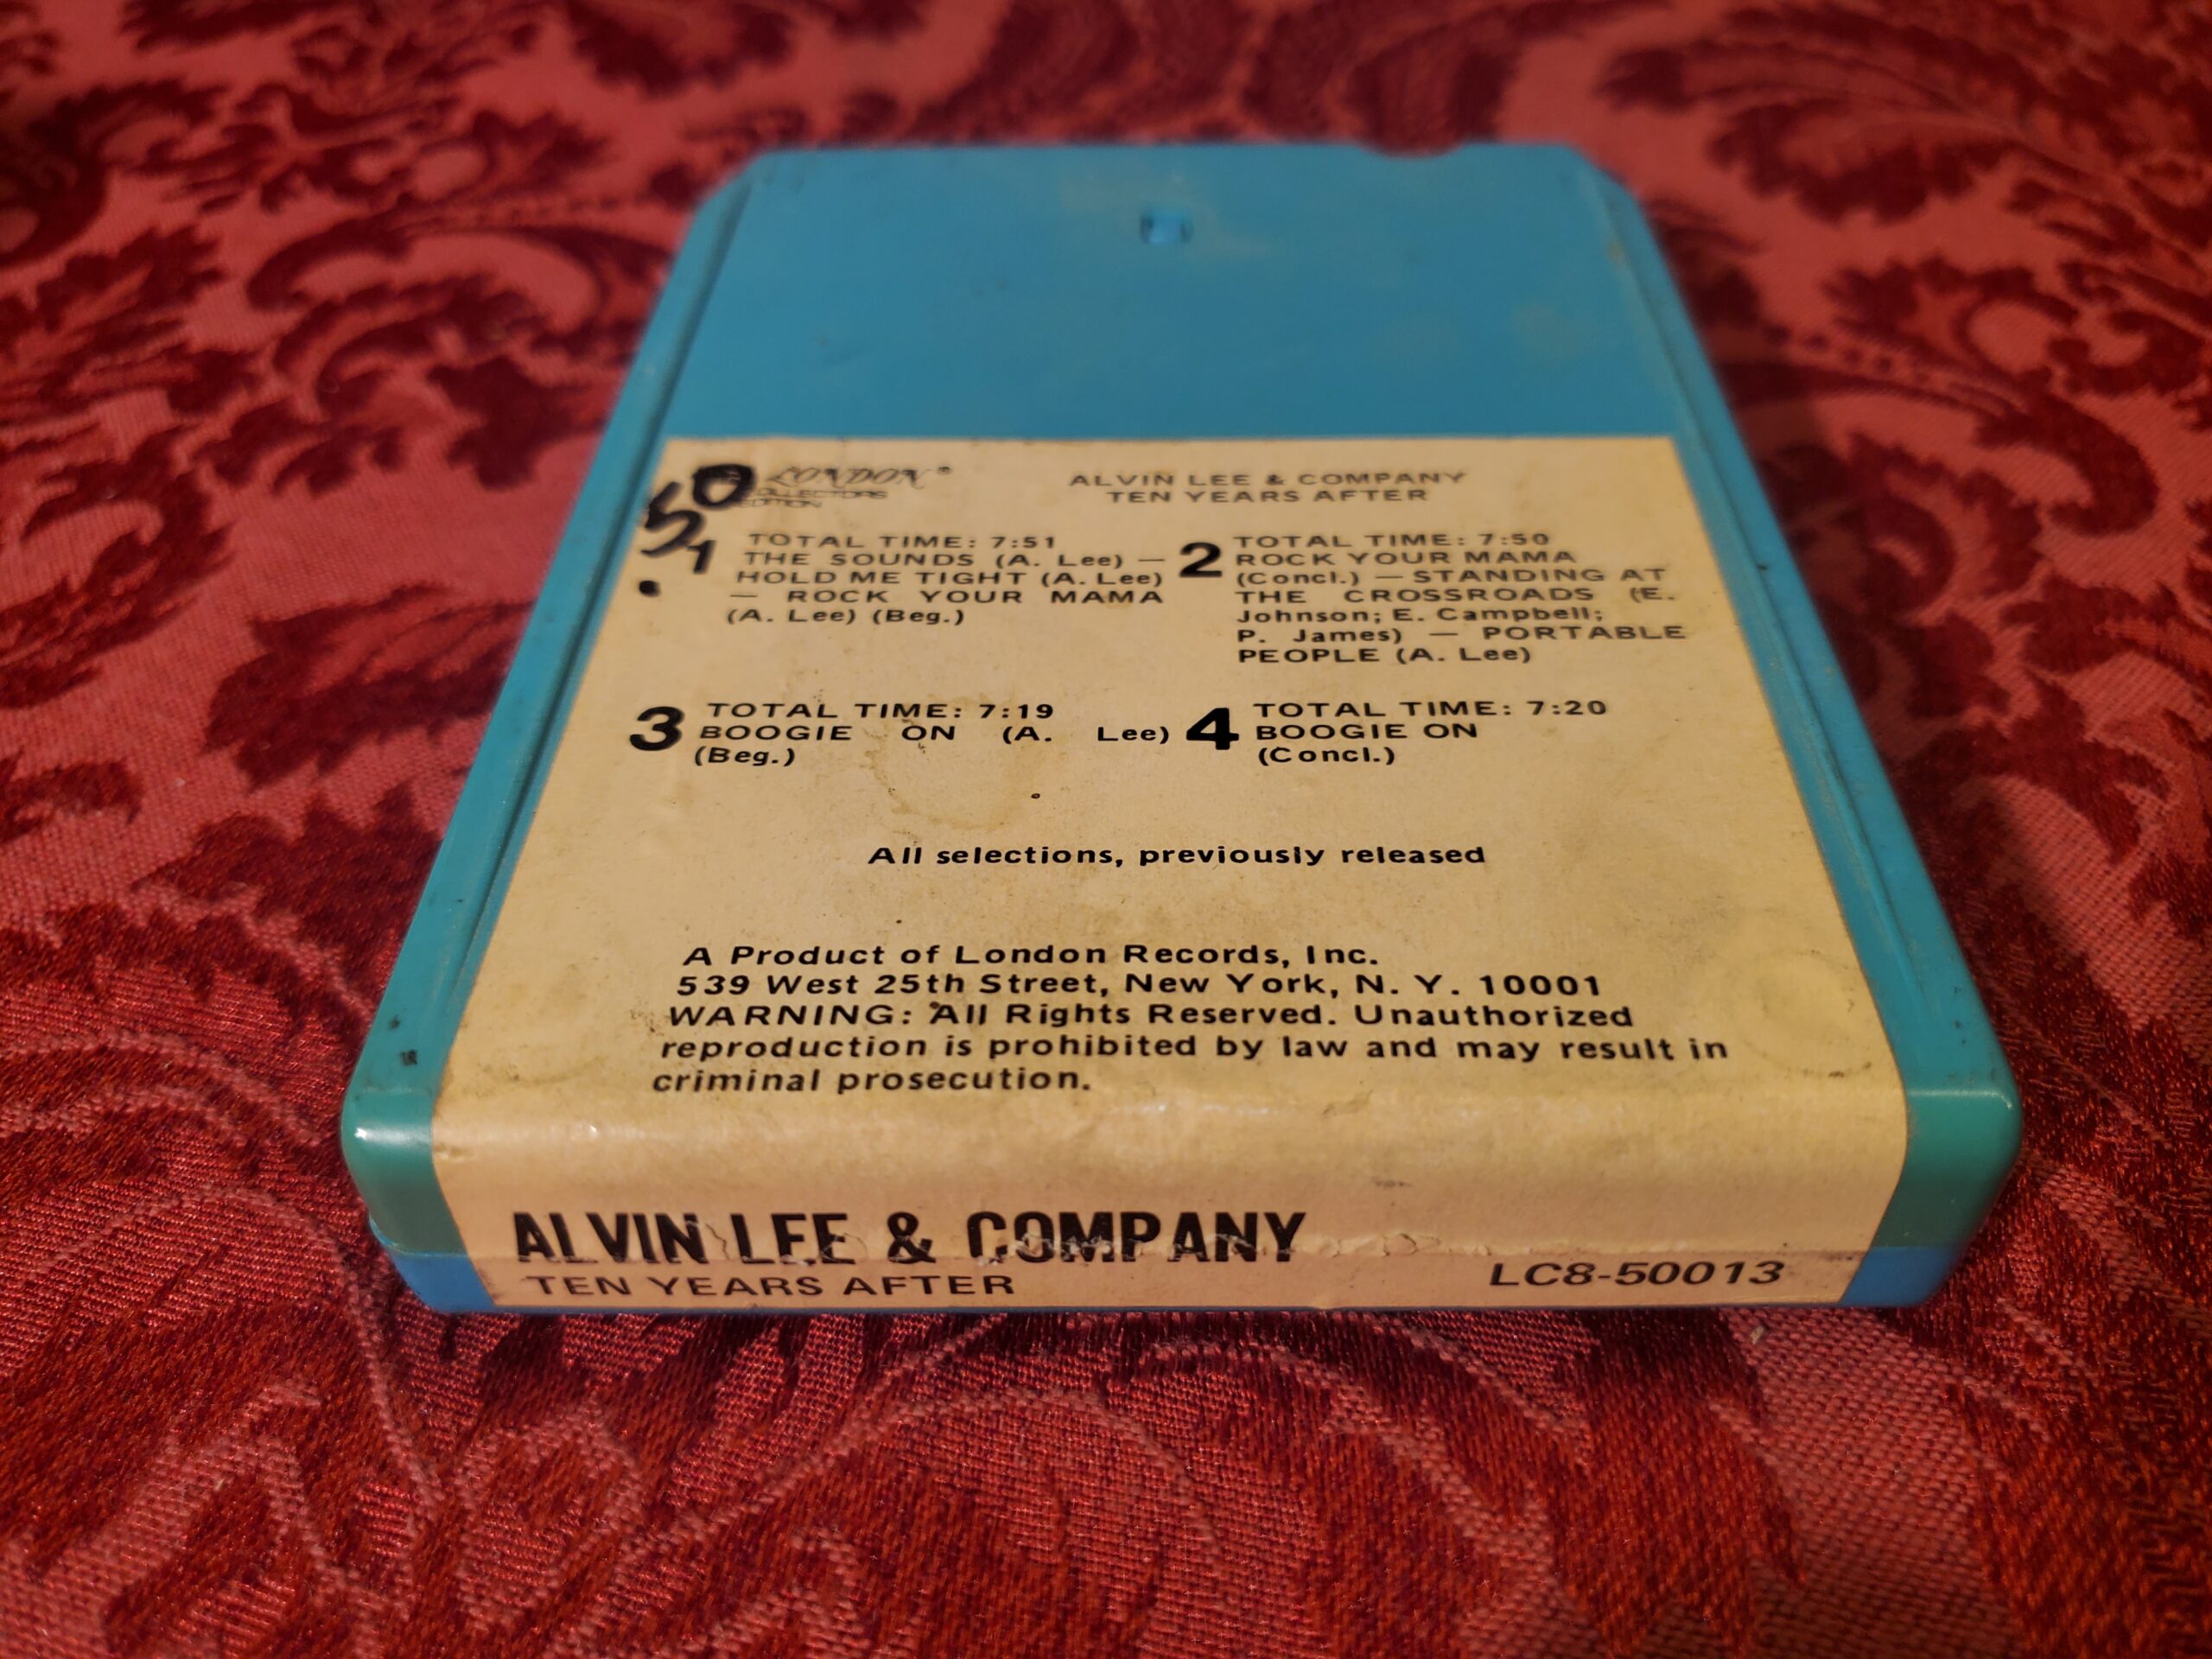 .50
LONDON®
COLLECTORS
EDITION
ALVIN LEE & COMPANY
TEN YEARS AFTER
1 TOTAL TIME: 7:51
THE SOUNDS (A. Lee) —
HOLD ME TIGHT (A. Lee)
— ROCK YOUR MAMA
(A. Lee) (Beg.)
2 TOTAL TIME: 7:50
ROCK YOUR MAMA
(Concl.) — STANDING AT
THE CROSSROADS (E.
Johnson; E. Campbell;
P. James) — PORTABLE
PEOPLE (A. Lee)
3 TOTAL TIME: 7:19
BOOGIE ON (A. Lee)
(Beg.)
4 TOTAL TIME: 7:20
BOOGIE ON
(Concl.)
All selections, previously released
A Product of London Records, Inc.
539 West 25th Street, New York, N. Y. 10001
WARNING: All Rights Reserved. Unauthorized
reproduction is prohibited by law and may result in
criminal prosecution.
ALVIN LEE & COMPANY
TEN YEARS AFTER
LC8-50013